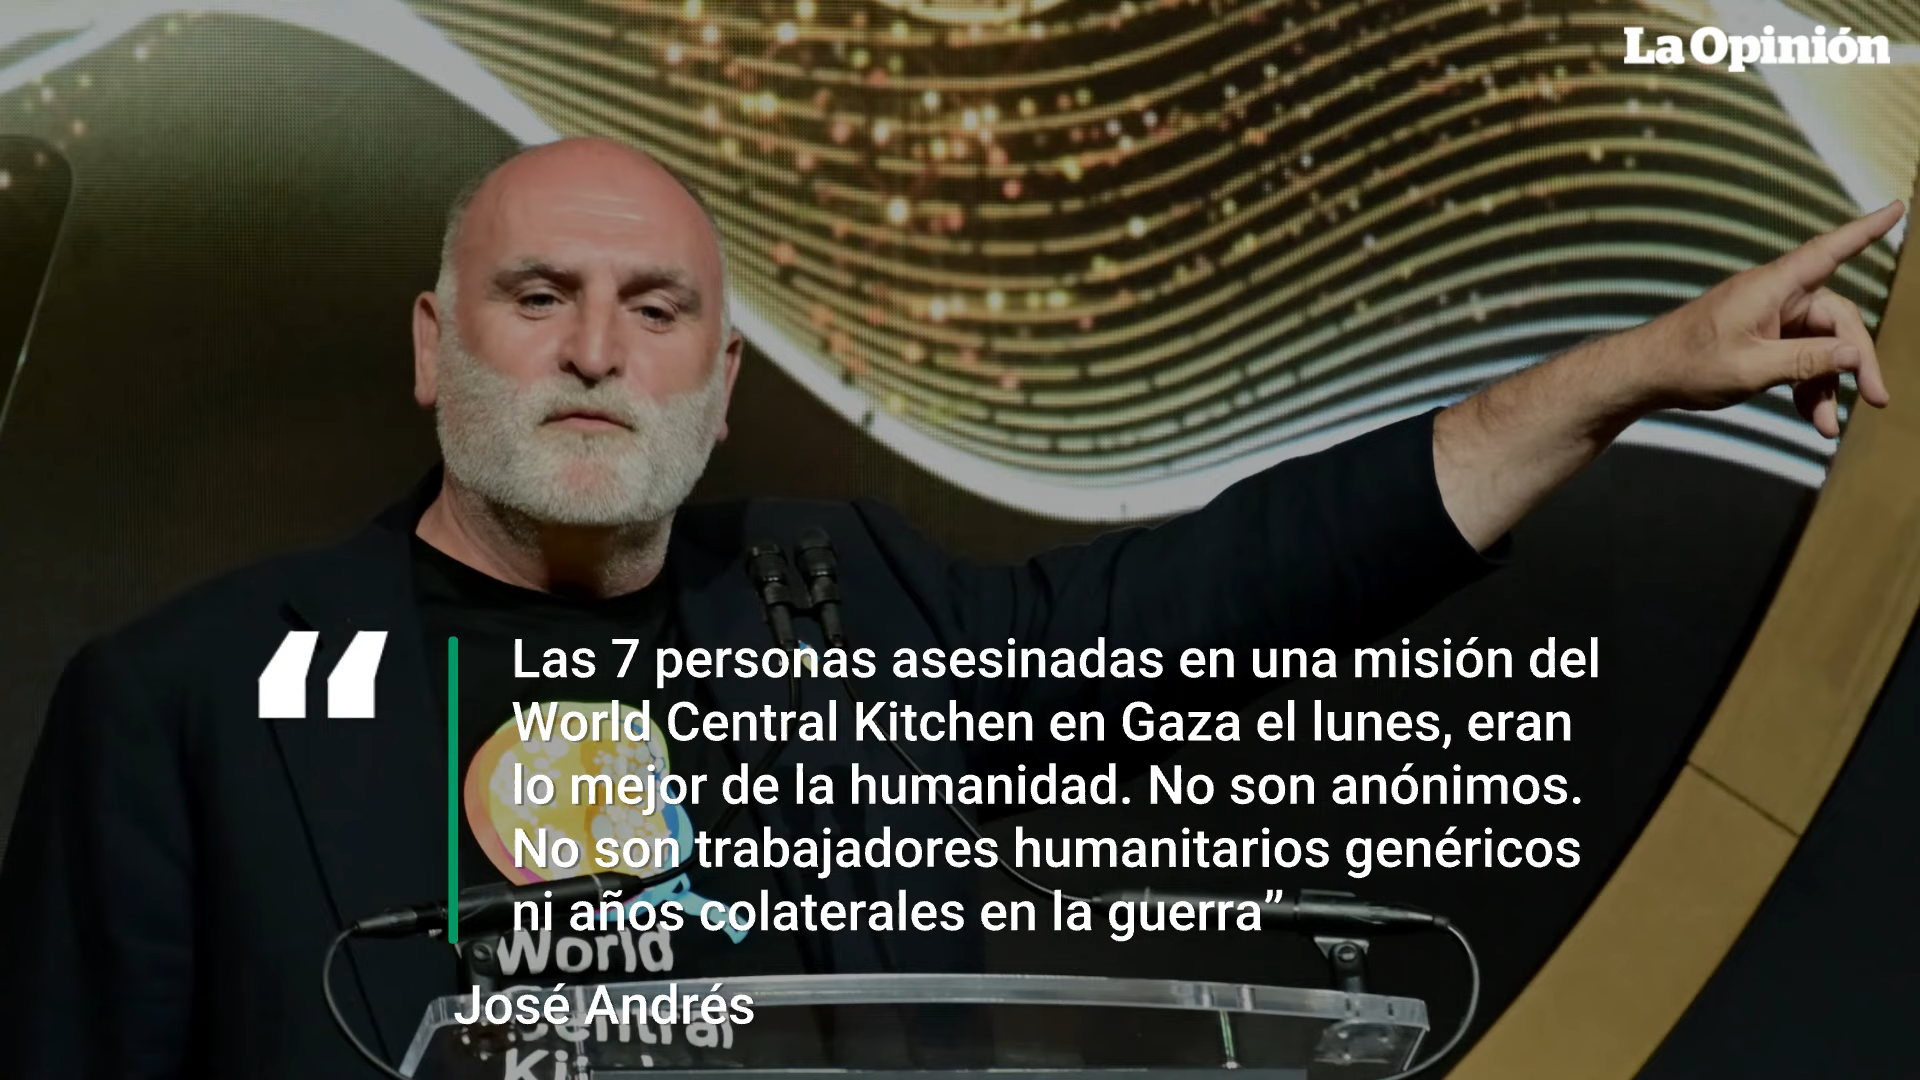 La Opinión
Las 7 personas asesinadas en una misión del
World Central Kitchen en Gaza el lunes, eran
lo mejor de la humanidad. No son anónimos.
No son trabajadores humanitarios genéricos
ni años colaterales en la guerra”
World
José Andrés
Central